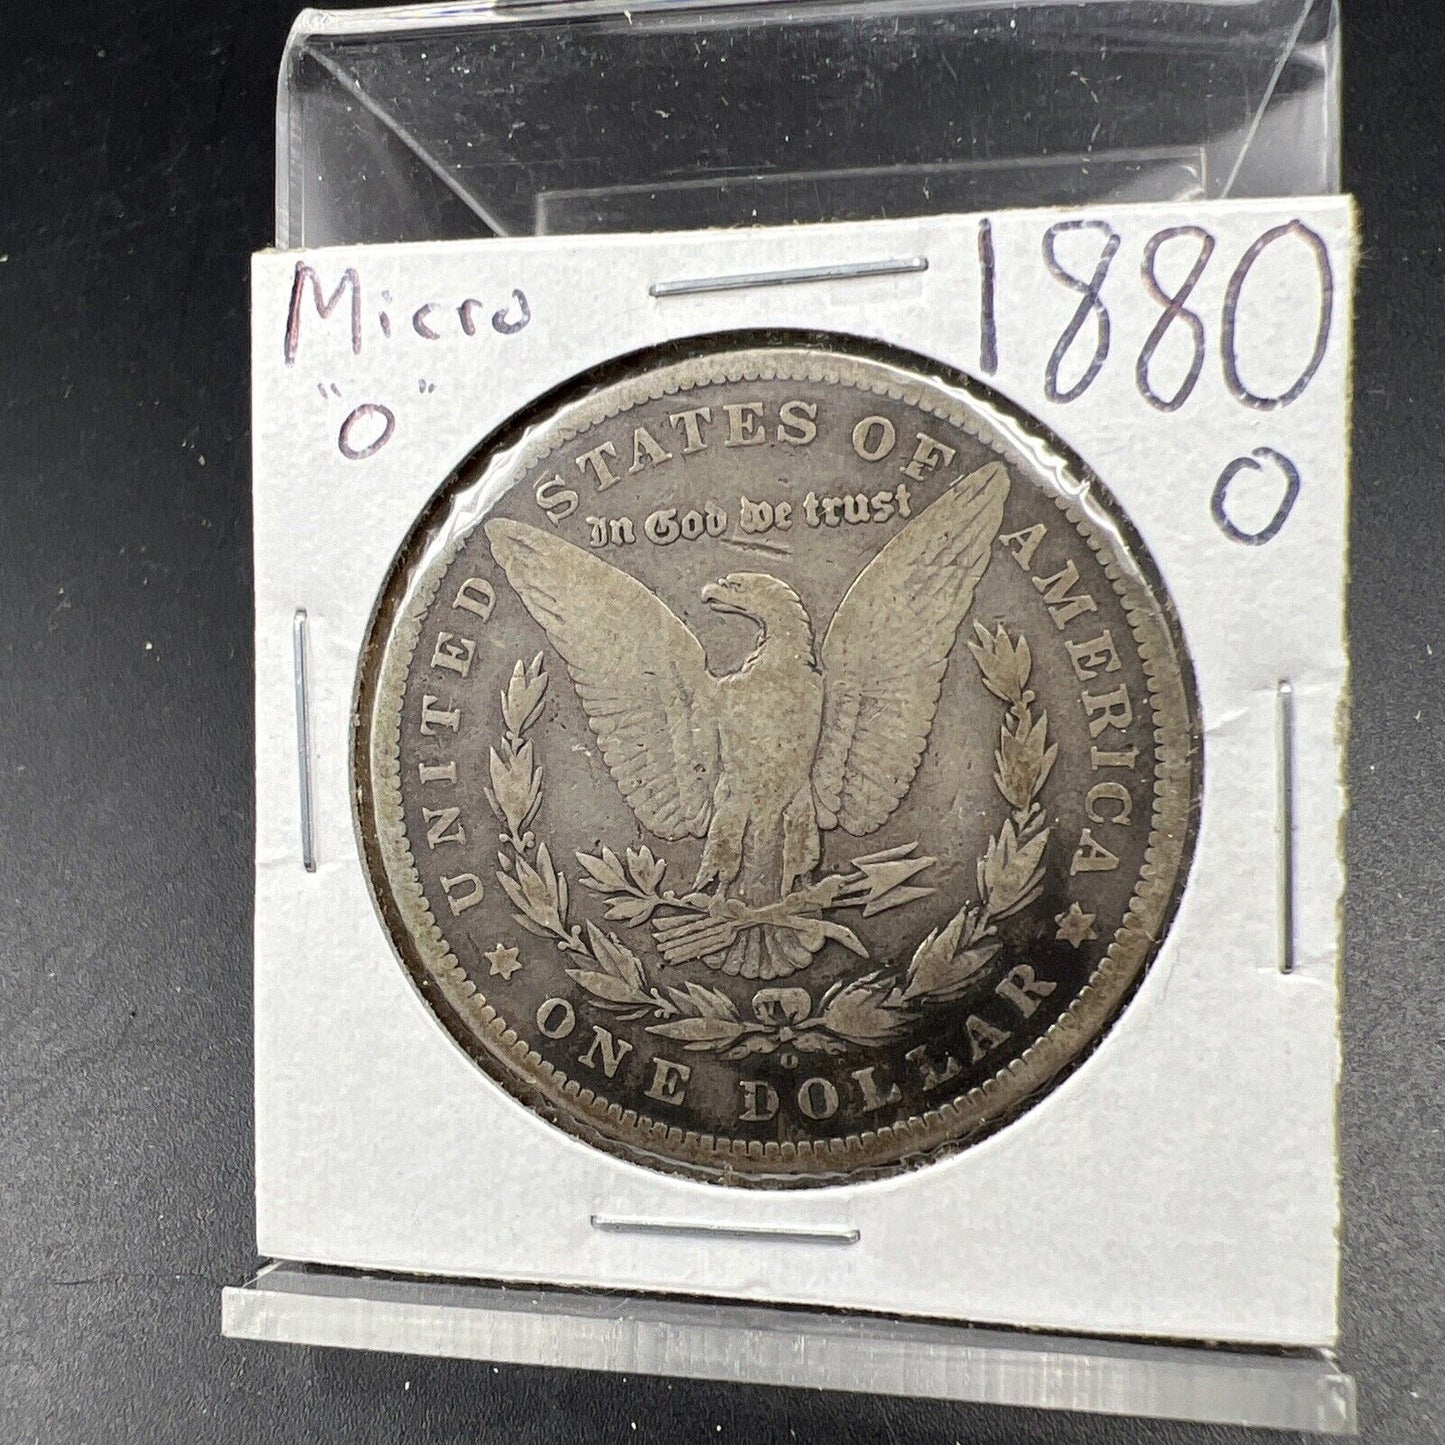 Micro
"O"
1880
O
UNITED STATES OF AMERICA
In God we trust
O
ONE DOLLAR